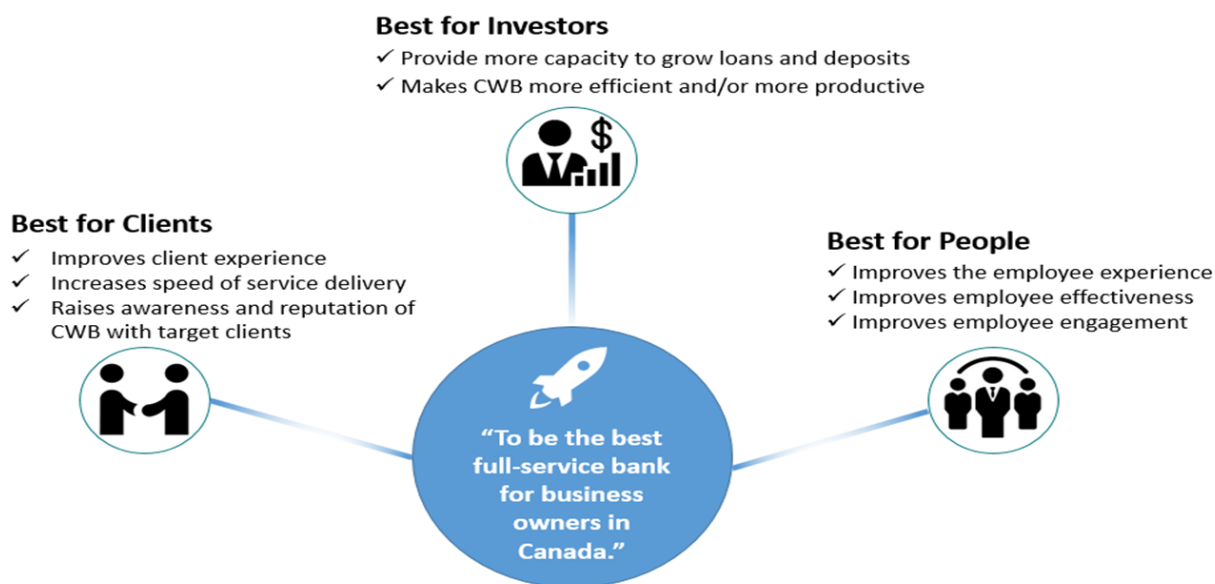 Best for Investors
✓ Provide more capacity to grow loans and deposits
✓ Makes CWB more efficient and/or more productive
$
Best for Clients
✓ Improves client experience
✓ Increases speed of service delivery
✓ Raises awareness and reputation of
CWB with target clients
Best for People
✓ Improves the employee experience
✓ Improves employee effectiveness
✓ Improves employee engagement
“To be the best
full-service bank
for business
owners in
Canada.”